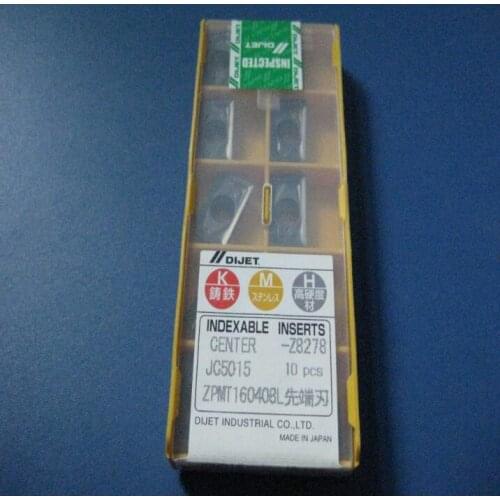 DIJET
INSPECTED
DIJET
DIJET
K
鋳鉄
M
ステンレス
H
高硬度材
INDEXABLE INSERTS
CENTER -Z8278
JC5015 10 pcs
ZPMT160408L先端刃
DIJET INDUSTRIAL CO.,LTD.
MADE IN JAPAN